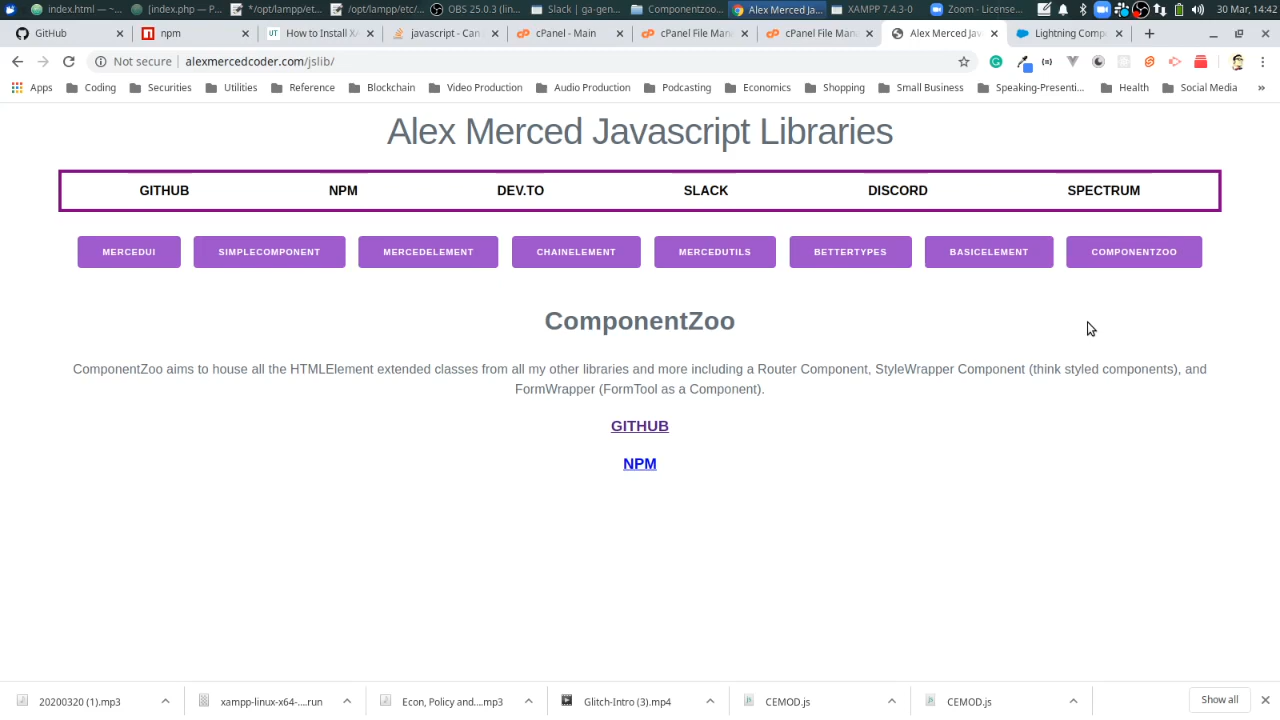 index.html — ~...
[index.php — P...
*/opt/lampp/et...
/opt/lampp/etc/...
OBS 25.0.3 (lin...
Slack | ga-gen...
Componentzoo...
Alex Merced Ja...
XAMPP 7.4.3-0
Zoom - License...
30 Mar, 14:42
GitHub
npm
How to Install XA
javascript - Can
cPanel - Main
cPanel File Man
cPanel File Mana
Alex Merced Jav
Lightning Comp
Not secure alexmercedcoder.com/jslib/
Apps Coding Securities Utilities Reference Blockchain Video Production Audio Production Podcasting Economics Shopping Small Business Speaking-Presenti... Health Social Media »
Alex Merced Javascript Libraries
GITHUB NPM DEV.TO SLACK DISCORD SPECTRUM
MERCEDUI SIMPLECOMPONENT MERCEDELEMENT CHAINELEMENT MERCEDUTILS BETTERTYPES BASICELEMENT COMPONENTZOO
ComponentZoo
ComponentZoo aims to house all the HTMLElement extended classes from all my other libraries and more including a Router Component, StyleWrapper Component (think styled components), and
FormWrapper (FormTool as a Component).
GITHUB
NPM
20200320 (1).mp3
xampp-linux-x64-....run
Econ, Policy and....mp3
Glitch-Intro (3).mp4
CEMOD.js
CEMOD.js
Show all